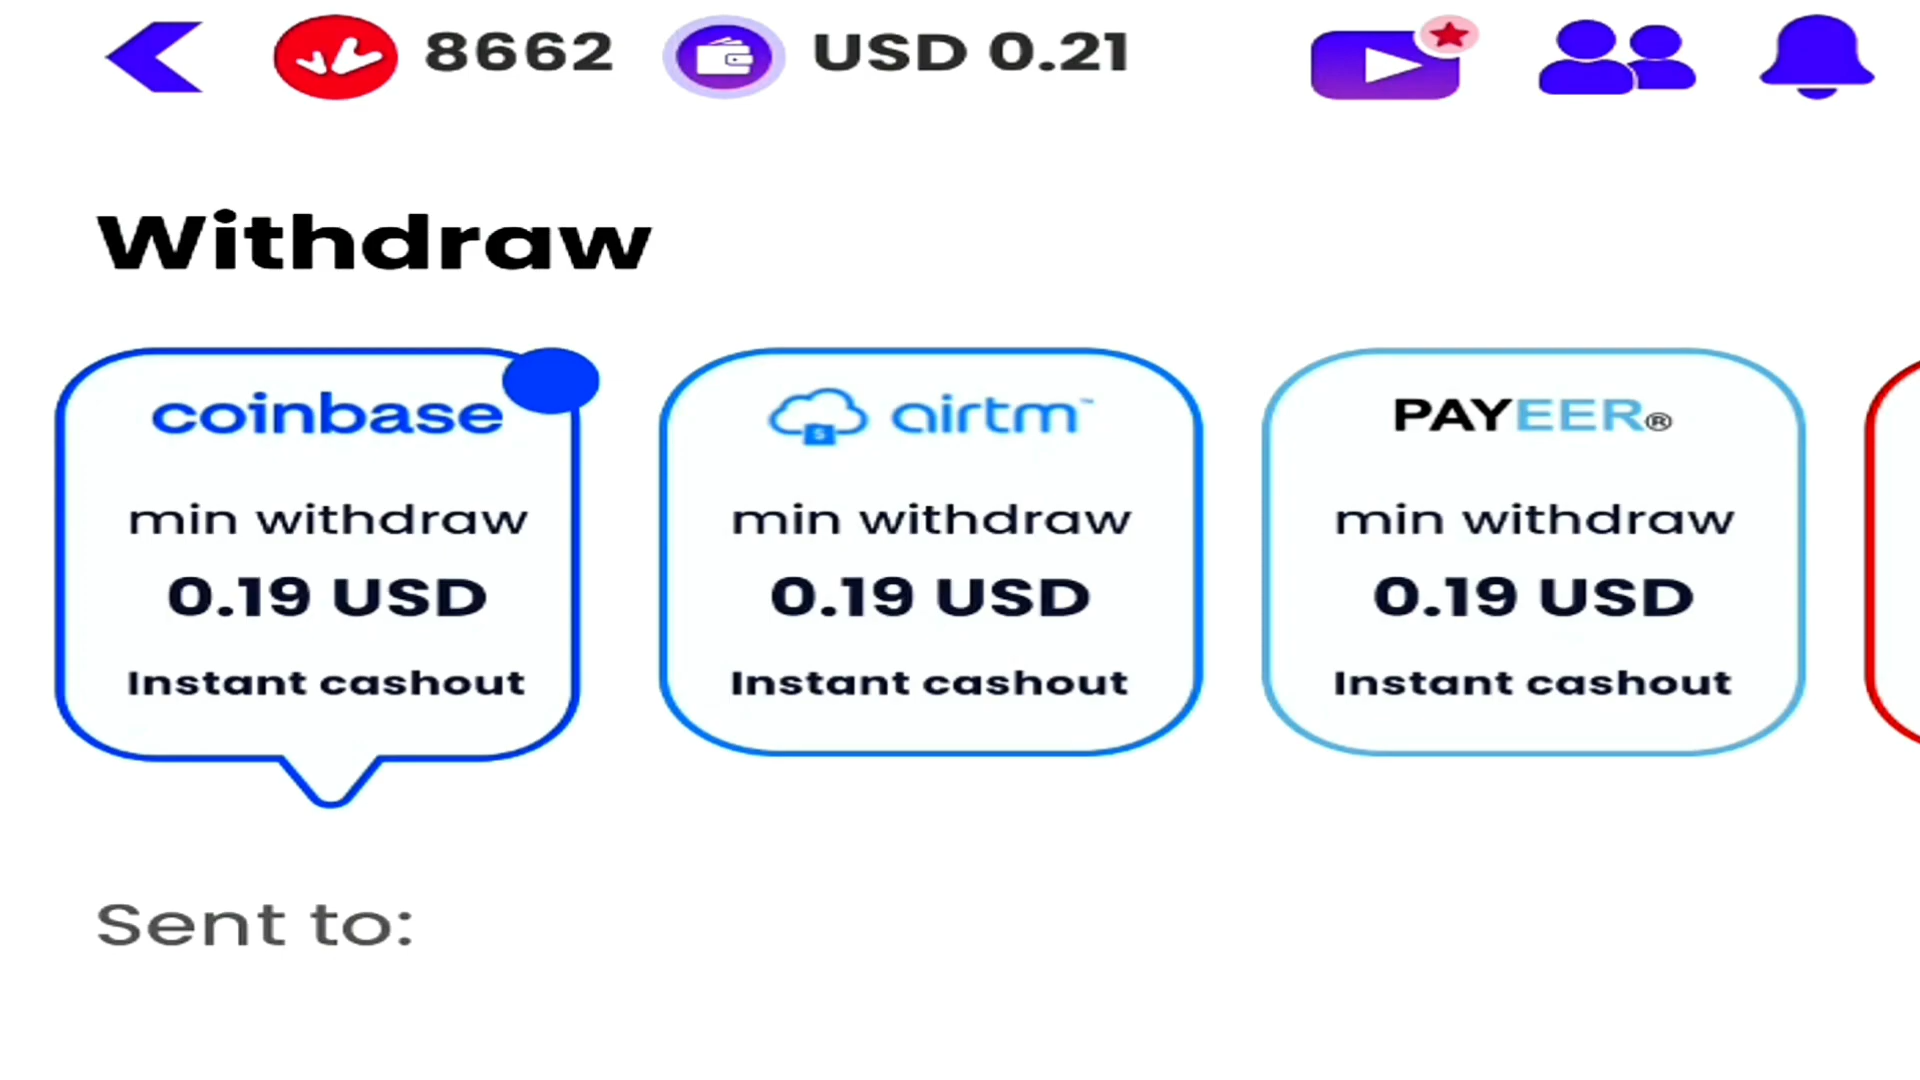 8662 USD 0.21
Withdraw
coinbase
min withdraw
0.19 USD
Instant cashout
airtm™
min withdraw
0.19 USD
Instant cashout
PAYEER®
min withdraw
0.19 USD
Instant cashout
Sent to: